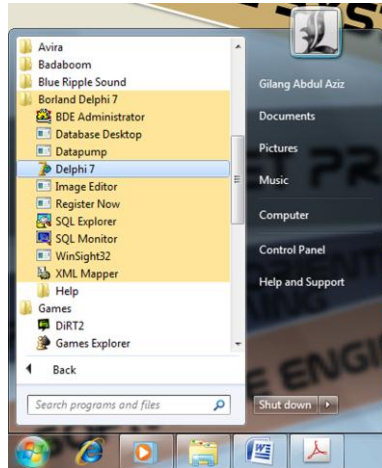 Avira
Badaboom
Blue Ripple Sound
Borland Delphi 7
BDE Administrator
Database Desktop
Datapump
Delphi 7
Image Editor
Register Now
SQL Explorer
SQL Monitor
WinSight32
XML Mapper
Help
Games
DiRT2
Games Explorer
Back
Search programs and files
Gilang Abdul Aziz
Documents
Pictures
Music
Computer
Control Panel
Help and Support
Shut down